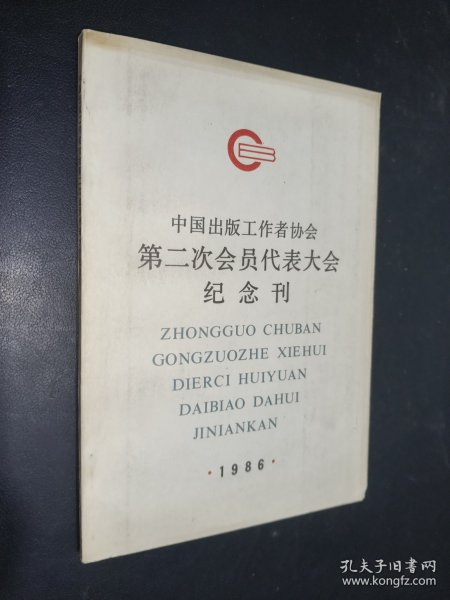 中国出版工作者协会
第二次会员代表大会
纪念刊
ZHONGGUO CHUBAN
GONGZUOZHE XIEHUI
DIERCI HUIYUAN
DAIBIAO DAHUI
JINIANKAN
·1986·
孔夫子旧书网
www.kongfz.com